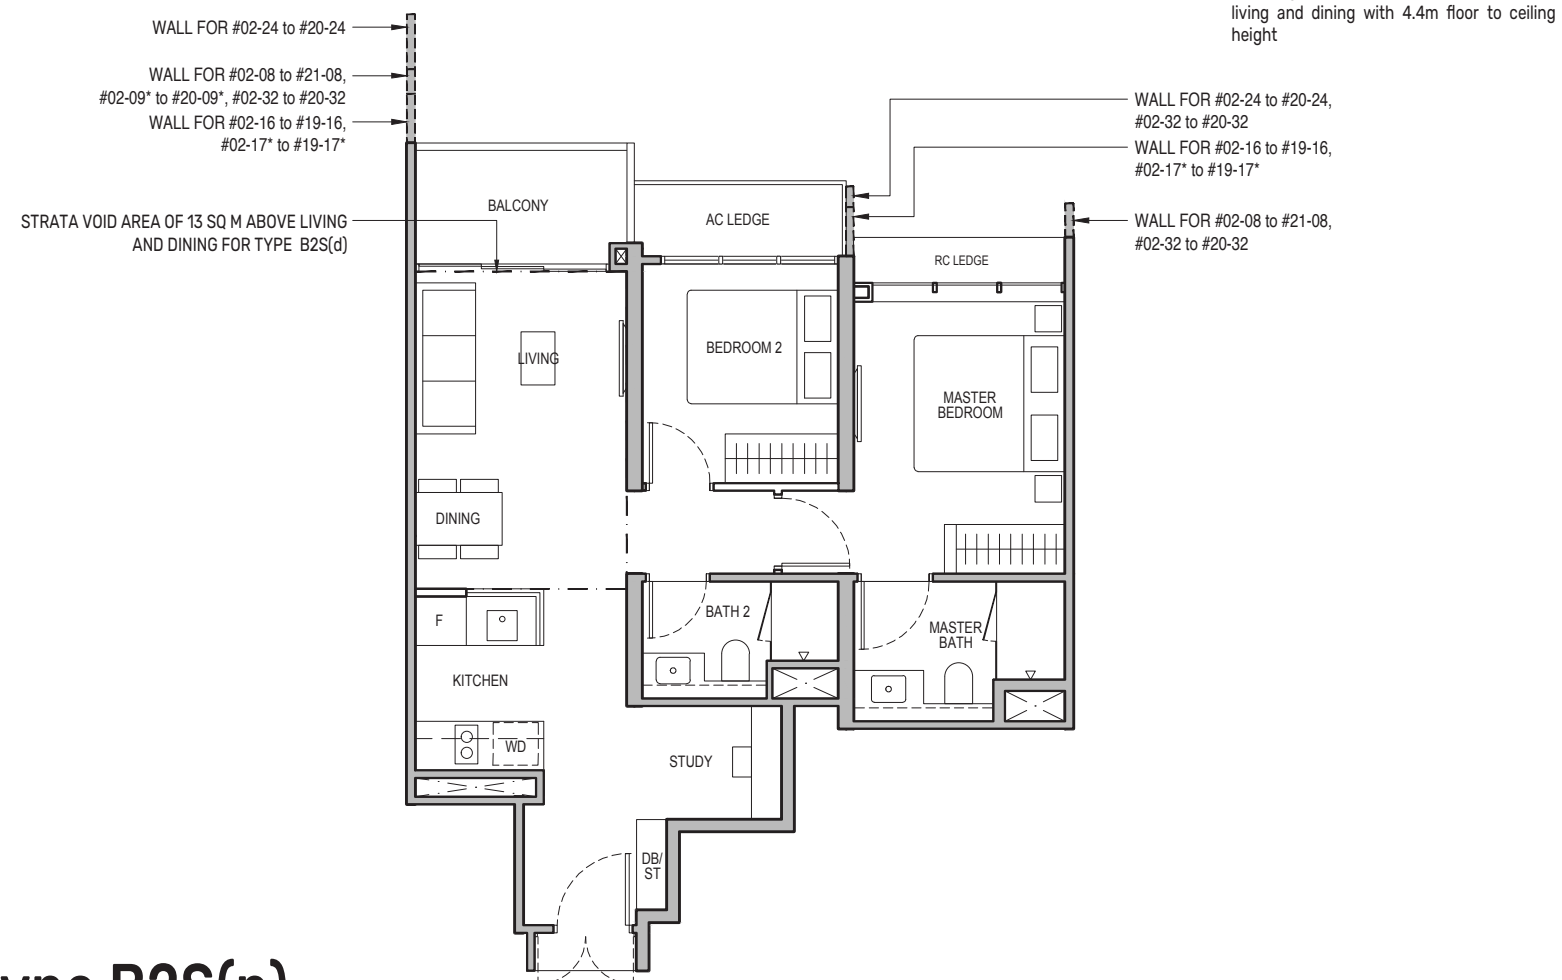 living and dining with 4.4m floor to ceiling
height
WALL FOR #02-24 to #20-24
WALL FOR #02-08 to #21-08,
#02-09* to #20-09*, #02-32 to #20-32
WALL FOR #02-16 to #19-16,
#02-17* to #19-17*
STRATA VOID AREA OF 13 SQ M ABOVE LIVING
AND DINING FOR TYPE B2S(d)
WALL FOR #02-24 to #20-24,
#02-32 to #20-32
WALL FOR #02-16 to #19-16,
#02-17* to #19-17*
WALL FOR #02-08 to #21-08,
#02-32 to #20-32
BALCONY
AC LEDGE
RC LEDGE
LIVING
BEDROOM 2
MASTER
BEDROOM
DINING
F
BATH 2
MASTER
BATH
KITCHEN
WD
STUDY
DB/
ST